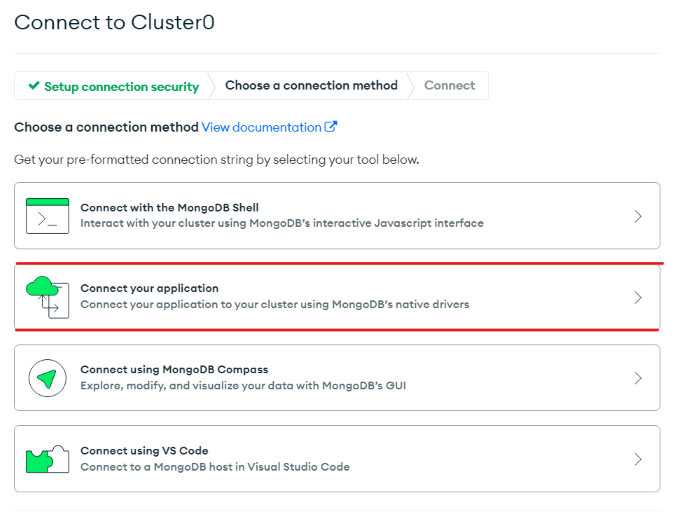 Connect to Cluster0
✔ Setup connection security Choose a connection method Connect
Choose a connection method View documentation
Get your pre-formatted connection string by selecting your tool below.
Connect with the MongoDB Shell
Interact with your cluster using MongoDB's interactive Javascript interface
Connect your application
Connect your application to your cluster using MongoDB's native drivers
Connect using MongoDB Compass
Explore, modify, and visualize your data with MongoDB's GUI
Connect using VS Code
Connect to a MongoDB host in Visual Studio Code